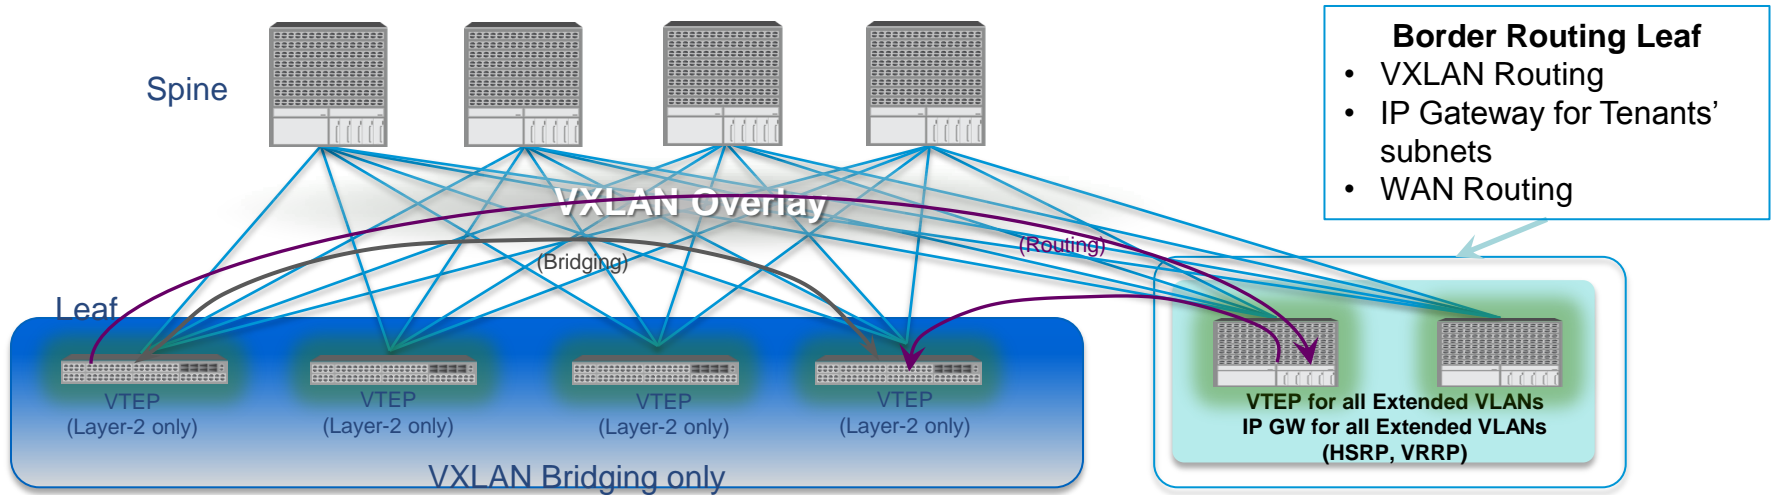 Border Routing Leaf
• VXLAN Routing
• IP Gateway for Tenants’
subnets
• WAN Routing
Spine
VXLAN Overlay
(Routing)
(Bridging)
Leaf
VTEP
(Layer-2 only)
VTEP
(Layer-2 only)
VTEP
(Layer-2 only)
VTEP
(Layer-2 only)
VXLAN Bridging only
VTEP for all Extended VLANs
IP GW for all Extended VLANs
(HSRP, VRRP)